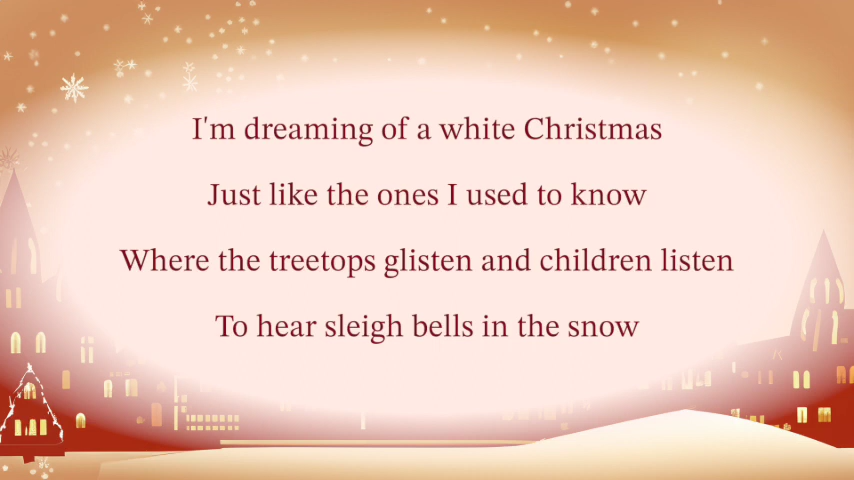 I'm dreaming of a white Christmas
Just like the ones I used to know
Where the treetops glisten and children listen
To hear sleigh bells in the snow